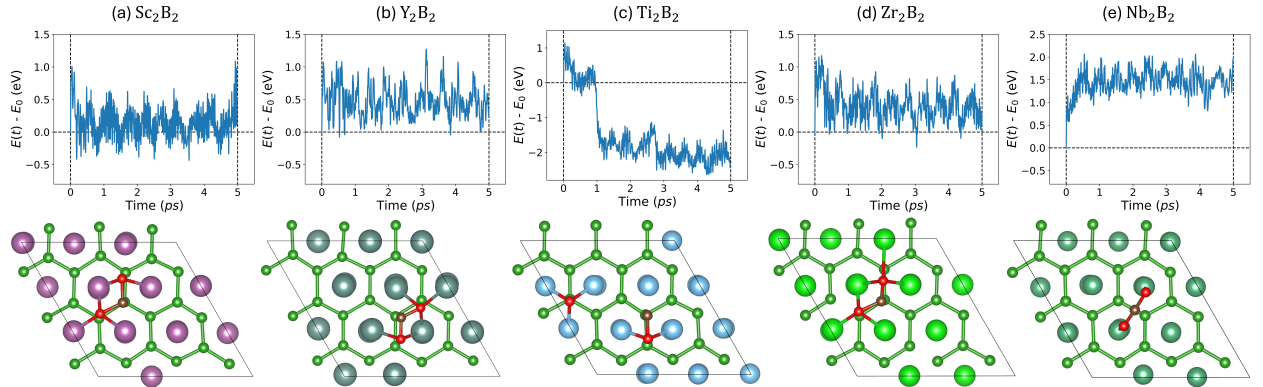 (a) Sc₂B₂
(b) Y₂B₂
(c) Ti₂B₂
(d) Zr₂B₂
(e) Nb₂B₂
E(t) - E₀ (eV)
1.5
1.0
0.5
0.0
−0.5
0 1 2 3 4 5
Time (ps)
E(t) - E₀ (eV)
1.5
1.0
0.5
0.0
−0.5
0 1 2 3 4 5
Time (ps)
E(t) - E₀ (eV)
1
0
−1
−2
0 1 2 3 4 5
Time (ps)
E(t) - E₀ (eV)
1.5
1.0
0.5
0.0
−0.5
0 1 2 3 4 5
Time (ps)
E(t) - E₀ (eV)
2.5
2.0
1.5
1.0
0.5
0.0
−0.5
0 1 2 3 4 5
Time (ps)